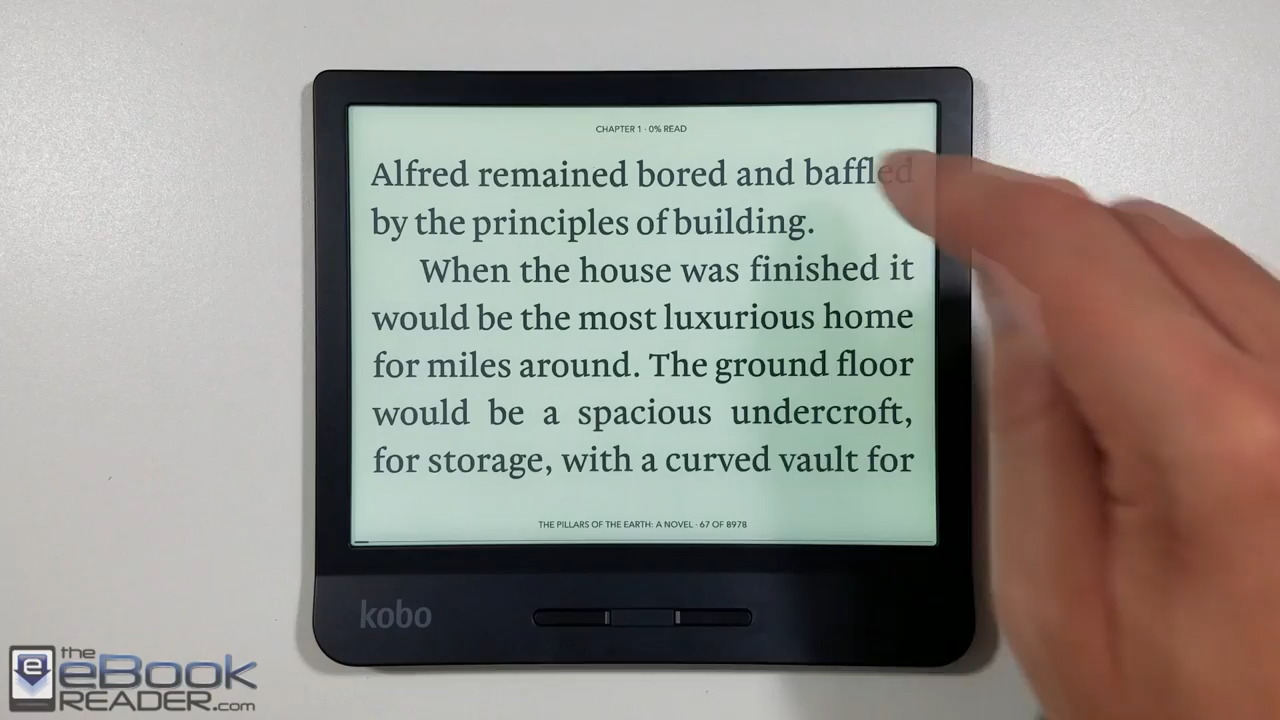 CHAPTER 1 · 0% READ
Alfred remained bored and baffled
by the principles of building.
When the house was finished it
would be the most luxurious home
for miles around. The ground floor
would be a spacious undercroft,
for storage, with a curved vault for
THE PILLARS OF THE EARTH: A NOVEL · 67 OF 8978
kobo
e
the
eBook
READER.com